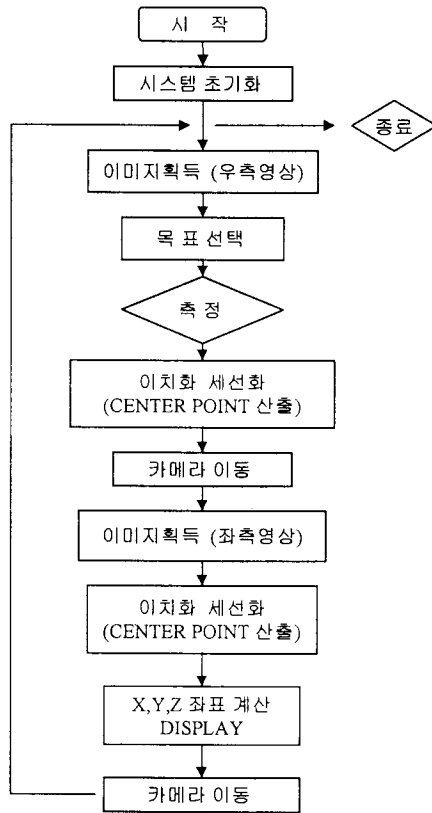 시 작
시스템 초기화
종료
이미지획득 (우측영상)
목 표 선택
측 정
이치화 세선화
(CENTER POINT 산출)
카메라 이동
이미지획득 (좌측영상)
이치화 세선화
(CENTER POINT 산출)
X,Y,Z 좌표 계산
DISPLAY
카메라 이동